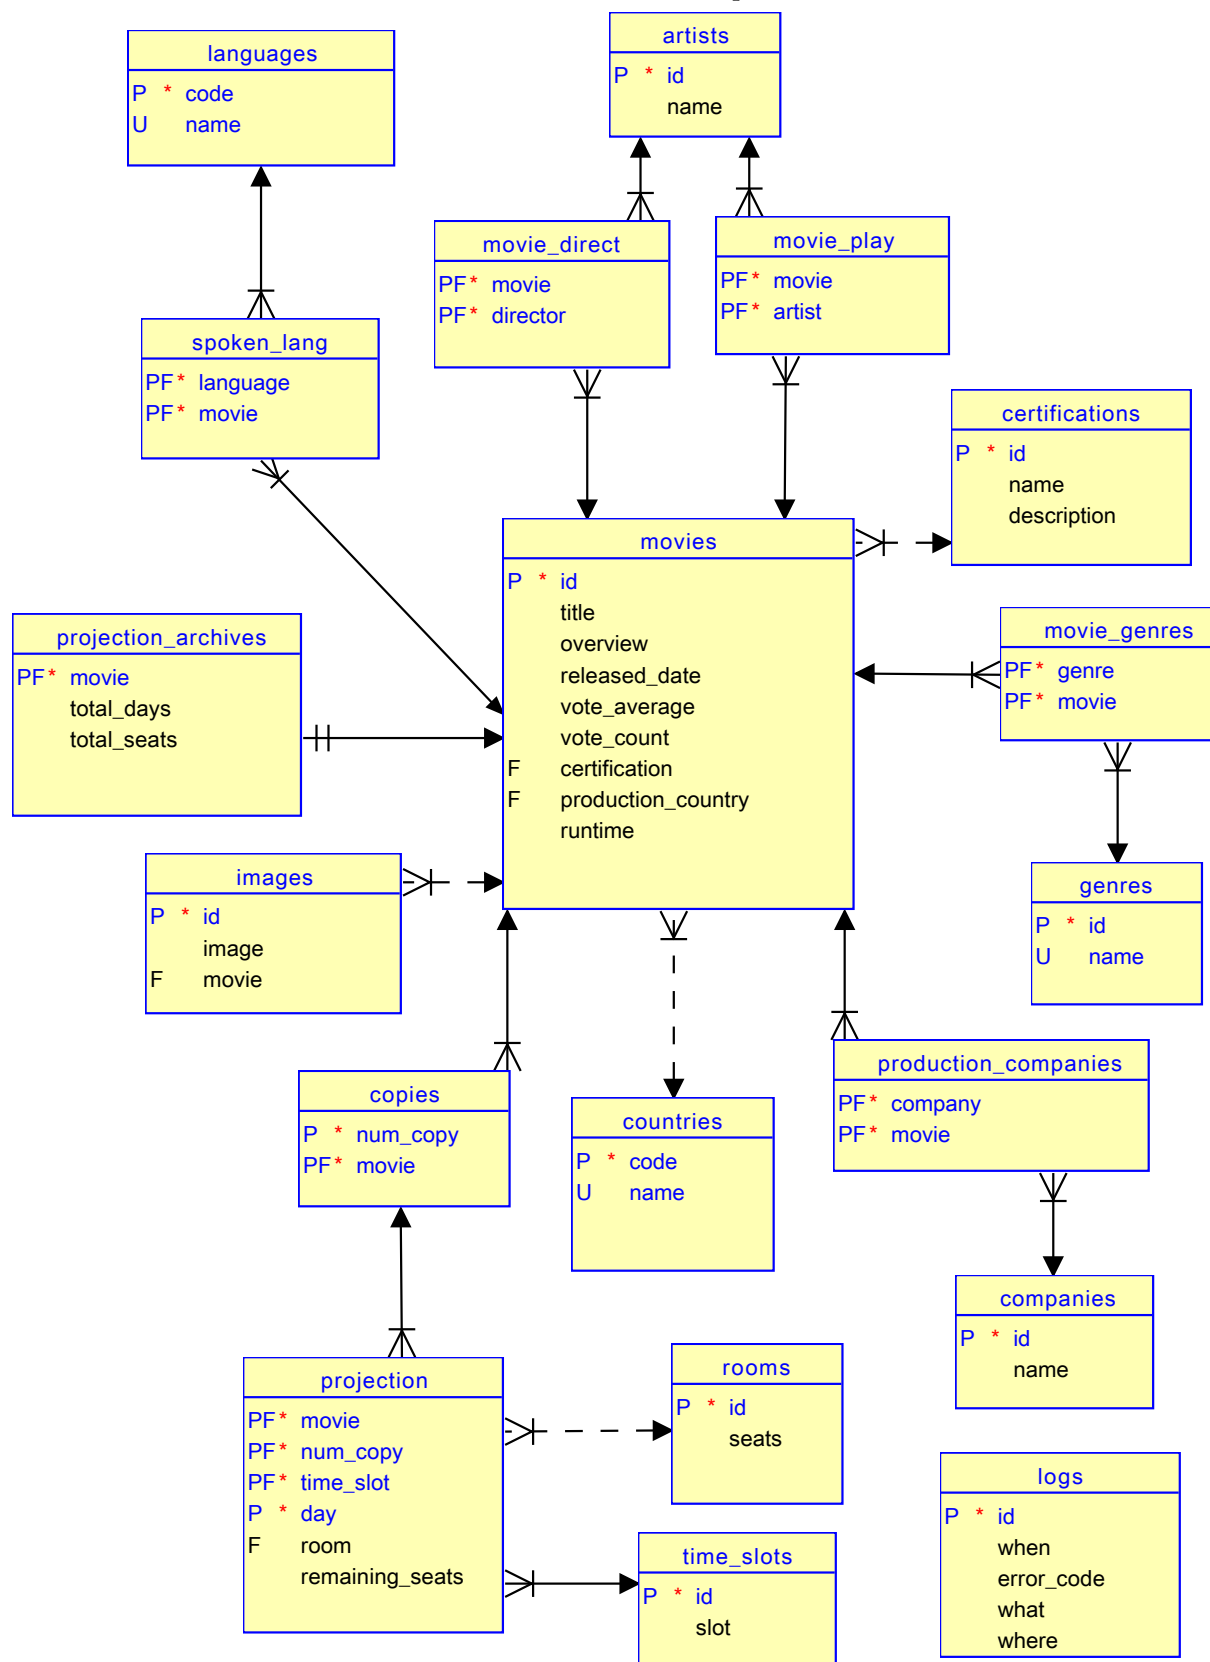 artists
P * id
name
languages
P * code
U name
movie_direct
PF* movie
PF* director
movie_play
PF* movie
PF* artist
spoken_lang
PF* language
PF* movie
certifications
P * id
name
description
movies
P * id
title
overview
released_date
vote_average
vote_count
F certification
F production_country
runtime
projection_archives
PF* movie
total_days
total_seats
movie_genres
PF* genre
PF* movie
images
P * id
image
F movie
genres
P * id
U name
copies
P * num_copy
PF* movie
countries
P * code
U name
production_companies
PF* company
PF* movie
companies
P * id
name
projection
PF* movie
PF* num_copy
PF* time_slot
P * day
F room
remaining_seats
rooms
P * id
seats
time_slots
P * id
slot
logs
P * id
when
error_code
what
where